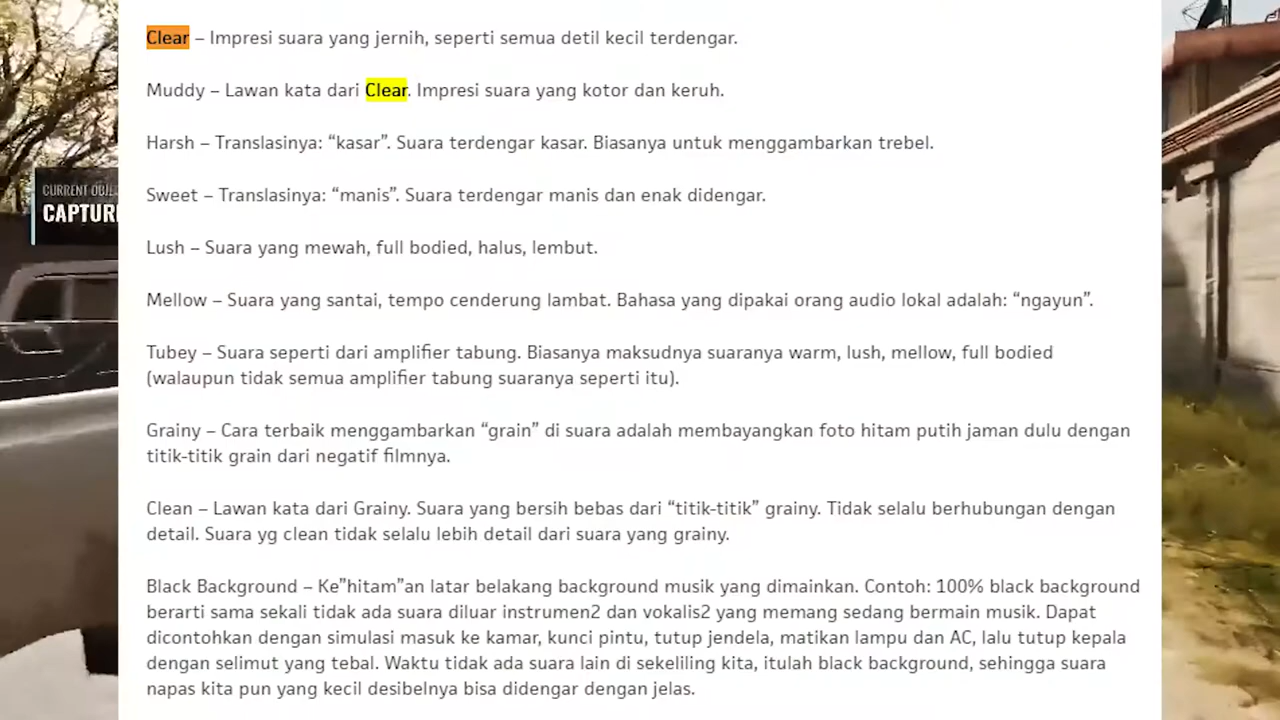 Clear – Impresi suara yang jernih, seperti semua detil kecil terdengar.
Muddy – Lawan kata dari Clear. Impresi suara yang kotor dan keruh.
CURRENT
CAPTUR
Harsh – Translasinya: “kasar”. Suara terdengar kasar. Biasanya untuk menggambarkan trebel.
Sweet – Translasinya: “manis”. Suara terdengar manis dan enak didengar.
Lush – Suara yang mewah, full bodied, halus, lembut.
Mellow – Suara yang santai, tempo cenderung lambat. Bahasa yang dipakai orang audio lokal adalah: “ngayun”.
Tubey – Suara seperti dari amplifier tabung. Biasanya maksudnya suaranya warm, lush, mellow, full bodied
(walaupun tidak semua amplifier tabung suaranya seperti itu).
Grainy – Cara terbaik menggambarkan “grain” di suara adalah membayangkan foto hitam putih jaman dulu dengan
titik-titik grain dari negatif filmnya.
Clean – Lawan kata dari Grainy. Suara yang bersih bebas dari “titik-titik” grainy. Tidak selalu berhubungan dengan
detail. Suara yg clean tidak selalu lebih detail dari suara yang grainy.
Black Background – Ke”hitam”an latar belakang background musik yang dimainkan. Contoh: 100% black background
berarti sama sekali tidak ada suara diluar instrumen2 dan vokalis2 yang memang sedang bermain musik. Dapat
dicontohkan dengan simulasi masuk ke kamar, kunci pintu, tutup jendela, matikan lampu dan AC, lalu tutup kepala
dengan selimut yang tebal. Waktu tidak ada suara lain di sekeliling kita, itulah black background, sehingga suara
napas kita pun yang kecil desibelnya bisa didengar dengan jelas.